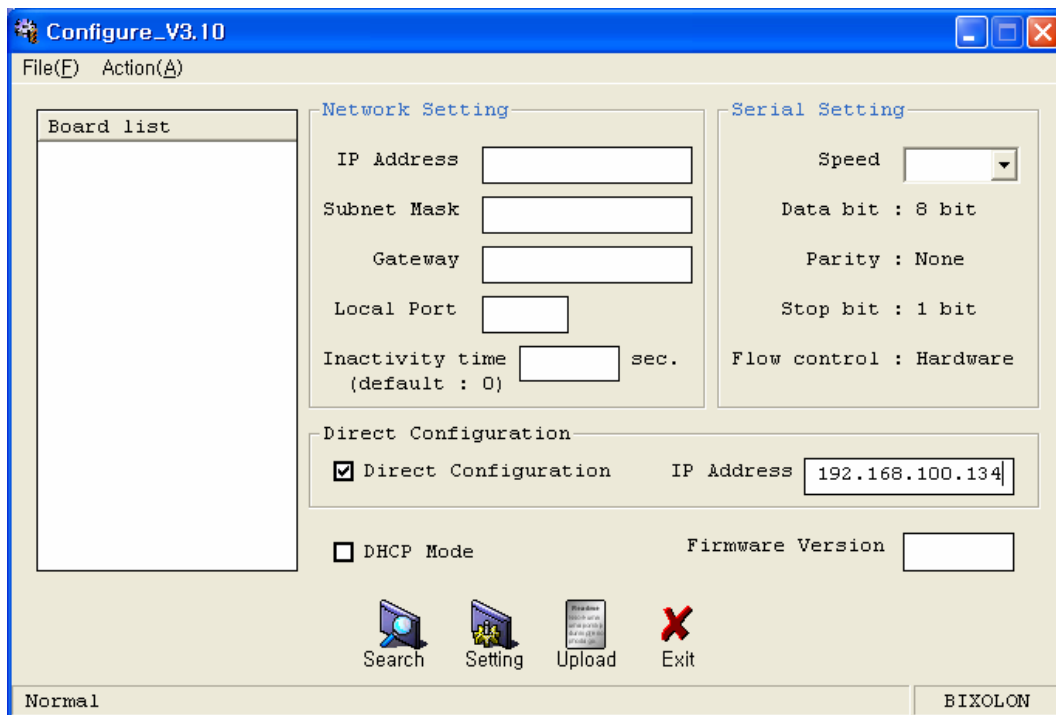 Configure_V3.10
File(F) Action(A)
Board list
Network Setting
IP Address
Subnet Mask
Gateway
Local Port
Inactivity time sec.
(default : 0)
Serial Setting
Speed
Data bit : 8 bit
Parity : None
Stop bit : 1 bit
Flow control : Hardware
Direct Configuration
Direct Configuration IP Address 192.168.100.134
DHCP Mode Firmware Version
Readme
Search Setting Upload Exit
Normal BIXOLON